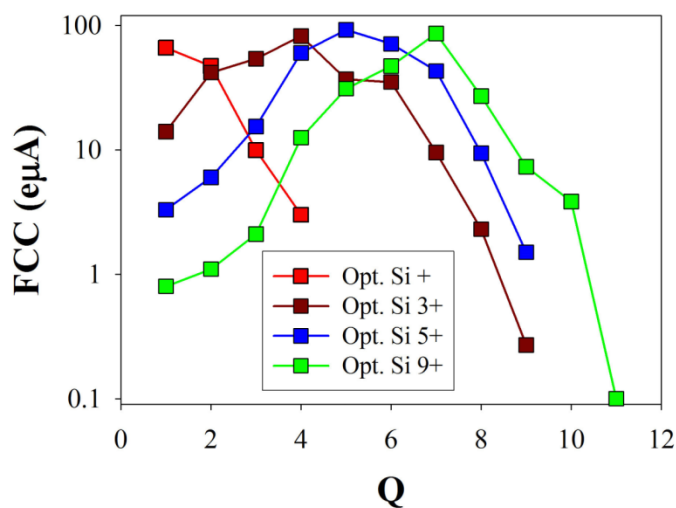 100
10
1
0.1
FCC (eµA)
Opt. Si +
Opt. Si 3+
Opt. Si 5+
Opt. Si 9+
0 2 4 6 8 10 12
Q